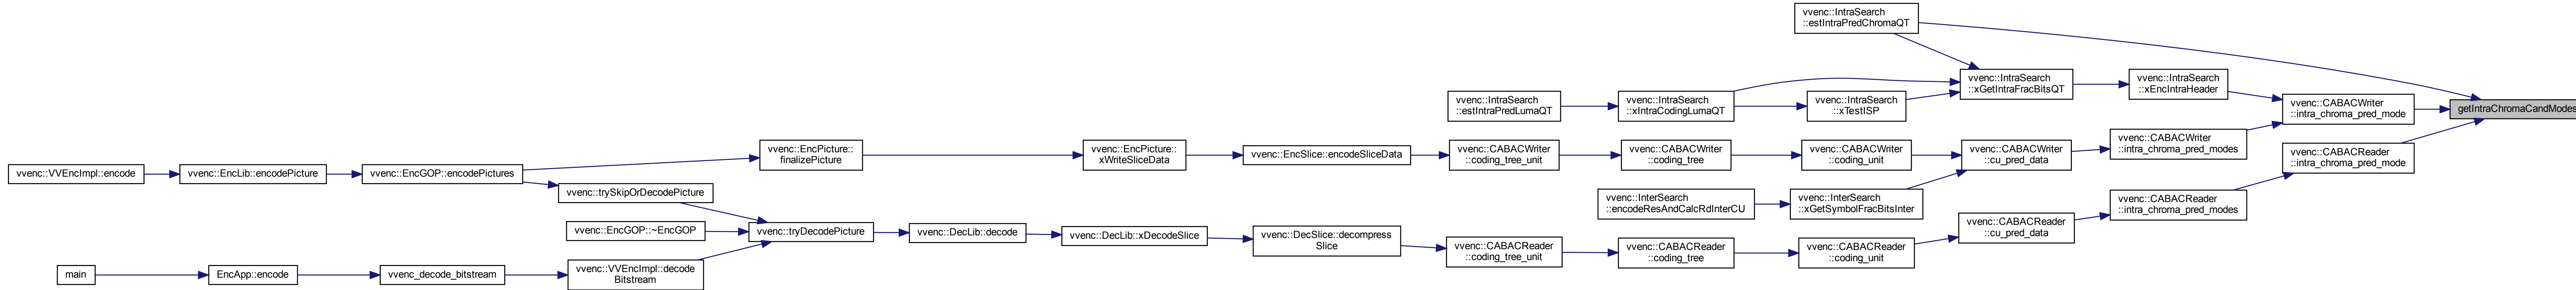 vvenc::IntraSearch
::estIntraPredChromaQT
vvenc::IntraSearch
::xGetIntraFracBitsQT
vvenc::IntraSearch
::xEncIntraHeader
vvenc::IntraSearch
::estIntraPredLumaQT
vvenc::IntraSearch
::xIntraCodingLumaQT
vvenc::IntraSearch
::xTestISP
vvenc::CABACWriter
::intra_chroma_pred_mode
getIntraChromaCandModes
vvenc::EncPicture::
finalizePicture
vvenc::EncPicture::
xWriteSliceData
vvenc::EncSlice::encodeSliceData
vvenc::CABACWriter
::coding_tree_unit
vvenc::CABACWriter
::coding_tree
vvenc::CABACWriter
::coding_unit
vvenc::CABACWriter
::cu_pred_data
vvenc::CABACWriter
::intra_chroma_pred_modes
vvenc::CABACReader
::intra_chroma_pred_mode
vvenc::VVEncImpl::encode
vvenc::EncLib::encodePicture
vvenc::EncGOP::encodePictures
vvenc::trySkipOrDecodePicture
vvenc::InterSearch
::encodeResAndCalcRdInterCU
vvenc::InterSearch
::xGetSymbolFracBitsInter
vvenc::CABACReader
::intra_chroma_pred_modes
vvenc::EncGOP::~EncGOP
vvenc::tryDecodePicture
vvenc::DecLib::decode
vvenc::DecLib::xDecodeSlice
vvenc::DecSlice::decompress
Slice
vvenc::CABACReader
::coding_tree_unit
vvenc::CABACReader
::coding_tree
vvenc::CABACReader
::coding_unit
vvenc::CABACReader
::cu_pred_data
main
EncApp::encode
vvenc_decode_bitstream
vvenc::VVEncImpl::decode
Bitstream